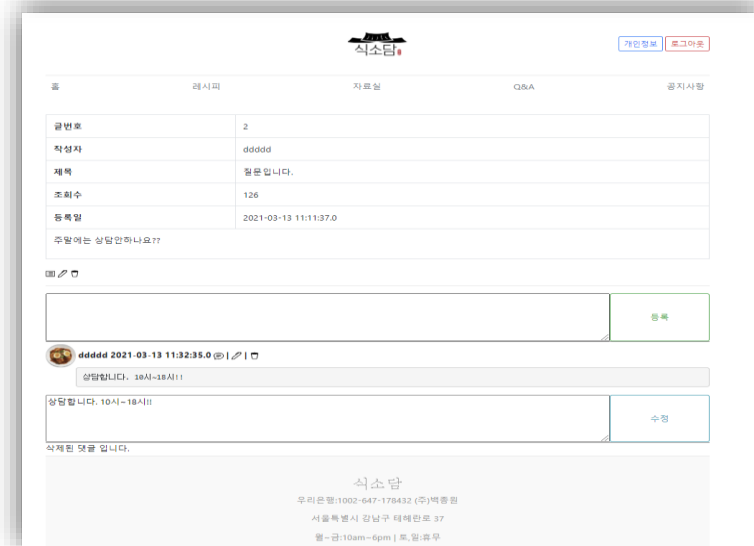 식소담
개인정보 로그아웃
홈 레시피 자료실 Q&A 공지사항
글번호 2
작성자 ddddd
제목 질문입니다.
조회수 126
등록일 2021-03-13 11:11:37.0
주말에는 상담안하나요??
등록
ddddd 2021-03-13 11:32:35.0 | |
상담합니다. 10시~18시!!
상담합니다. 10시~18시!!
수정
삭제된 댓글 입니다.
식소담
우리은행:1002-647-178432 (주)백종원
서울특별시 강남구 테헤란로 37
월~금:10am~6pm | 토,일:휴무